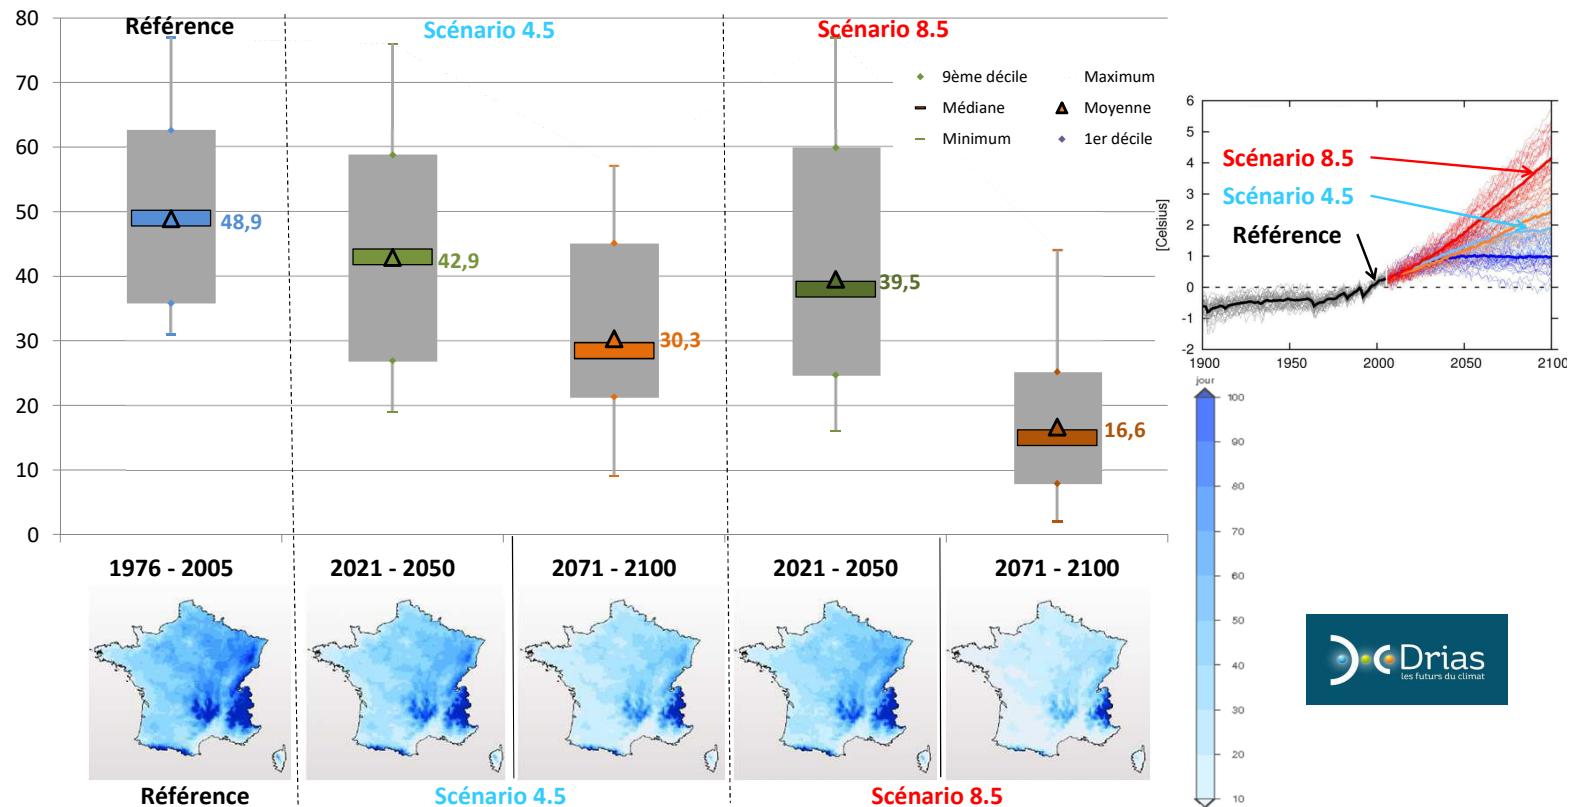 Référence
Scénario 4.5
Scénario 8.5
80
70
60
50
40
30
20
10
0
9ème décile
Maximum
Médiane
Moyenne
Minimum
1er décile
48,9
42,9
30,3
39,5
16,6
1976 - 2005
2021 - 2050
2071 - 2100
2021 - 2050
2071 - 2100
Référence
Scénario 4.5
Scénario 8.5
[Celsius]
6
5
4
3
2
1
0
-1
-2
1900
1950
2000
2050
2100
Scénario 8.5
Scénario 4.5
Référence
jour
100
90
80
70
60
50
40
30
20
10
Drias
les futurs du climat